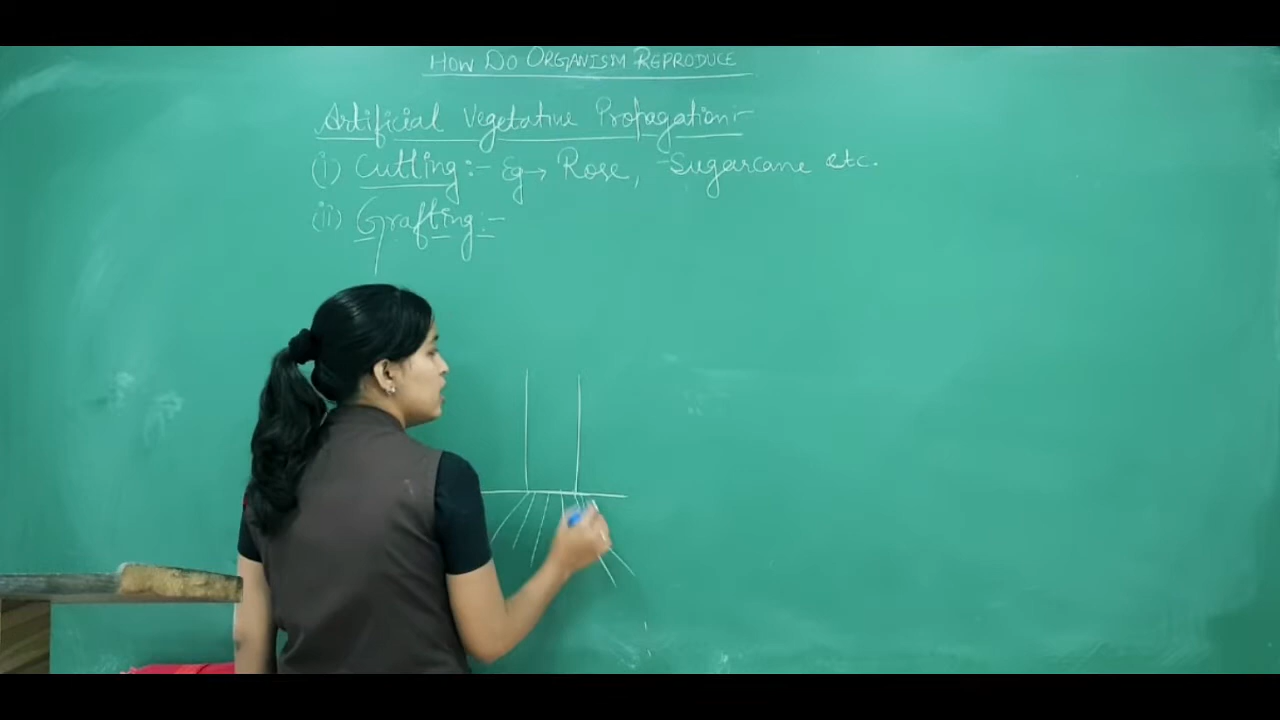 HOW DO ORGANISM REPRODUCE
Artificial Vegetative Propagation:-
(i) Cutting:- Eg→ Rose, Sugarcane etc.
(ii) Grafting:-